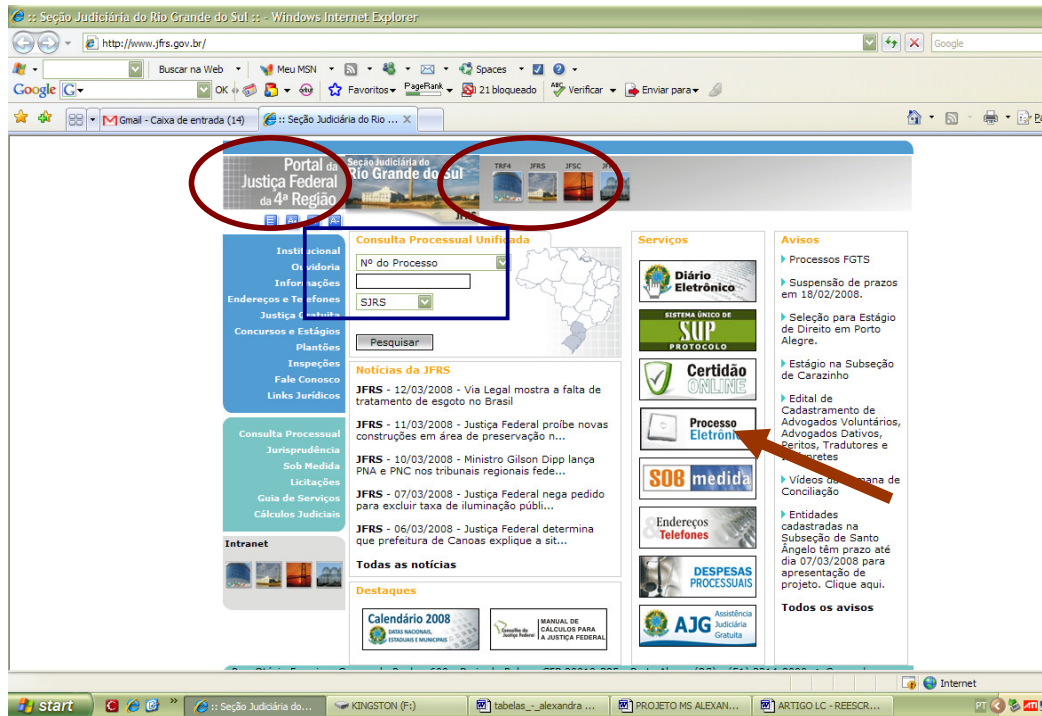 :: Seção Judiciária do Rio Grande do Sul :: - Windows Internet Explorer
http://www.jfrs.gov.br/
Google
Buscar na Web
Meu MSN
Spaces
Google
G
OK
Favoritos
PageRank
21 bloqueado
ABC
Verificar
Enviar para
Gmail - Caixa de entrada (14)
:: Seção Judiciária do Rio ... X
Portal da
Justiça Federal
da 4ª Região
Seção Judiciária do
Rio Grande do Sul
JFRS
TRF4 JFRS JFSC
Institucional
Ouvidoria
Informações
Endereços e Telefones
Justiça Gratuita
Concursos e Estágios
Plantões
Inspeções
Fale Conosco
Links Jurídicos
Consulta Processual
Jurisprudência
Sob Medida
Licitações
Guia de Serviços
Cálculos Judiciais
Intranet
Consulta Processual Unificada
Nº do Processo
SJRS
Pesquisar
Notícias da JFRS
JFRS - 12/03/2008 - Via Legal mostra a falta de
tratamento de esgoto no Brasil
JFRS - 11/03/2008 - Justiça Federal proíbe novas
construções em área de preservação n...
JFRS - 10/03/2008 - Ministro Gilson Dipp lança
PNA e PNC nos tribunais regionais fede...
JFRS - 07/03/2008 - Justiça Federal nega pedido
para excluir taxa de iluminação públi...
JFRS - 06/03/2008 - Justiça Federal determina
que prefeitura de Canoas explique a sit...
Todas as notícias
Destaques
Calendário 2008
DATAS NACIONAIS,
ESTADUAIS E MUNICIPAIS
Conselho da
Justiça Federal
MANUAL DE
CÁLCULOS PARA
A JUSTIÇA FEDERAL
Serviços
Diário
Eletrônico
SISTEMA ÚNICO DE
SUP
PROTOCOLO
Certidão
ONLINE
Processo
Eletrônico
SOB medida
Endereços
& Telefones
DESPESAS
PROCESSUAIS
AJG
Assistência
Judiciária
Gratuita
Avisos
Processos FGTS
Suspensão de prazos
em 18/02/2008.
Seleção para Estágio
de Direito em Porto
Alegre.
Estágio na Subseção
de Carazinho
Edital de
Cadastramento de
Advogados Voluntários,
Advogados Dativos,
Peritos, Tradutores e
Intérpretes
Vídeos da Semana de
Conciliação
Entidades
cadastradas na
Subseção de Santo
Ângelo têm prazo até
dia 07/03/2008 para
apresentação de
projeto. Clique aqui.
Todos os avisos
Internet
start
:: Seção Judiciária do...
KINGSTON (F:)
tabelas_-_alexandra ...
PROJETO MS ALEXAN...
ARTIGO LC - REESCR...
PT